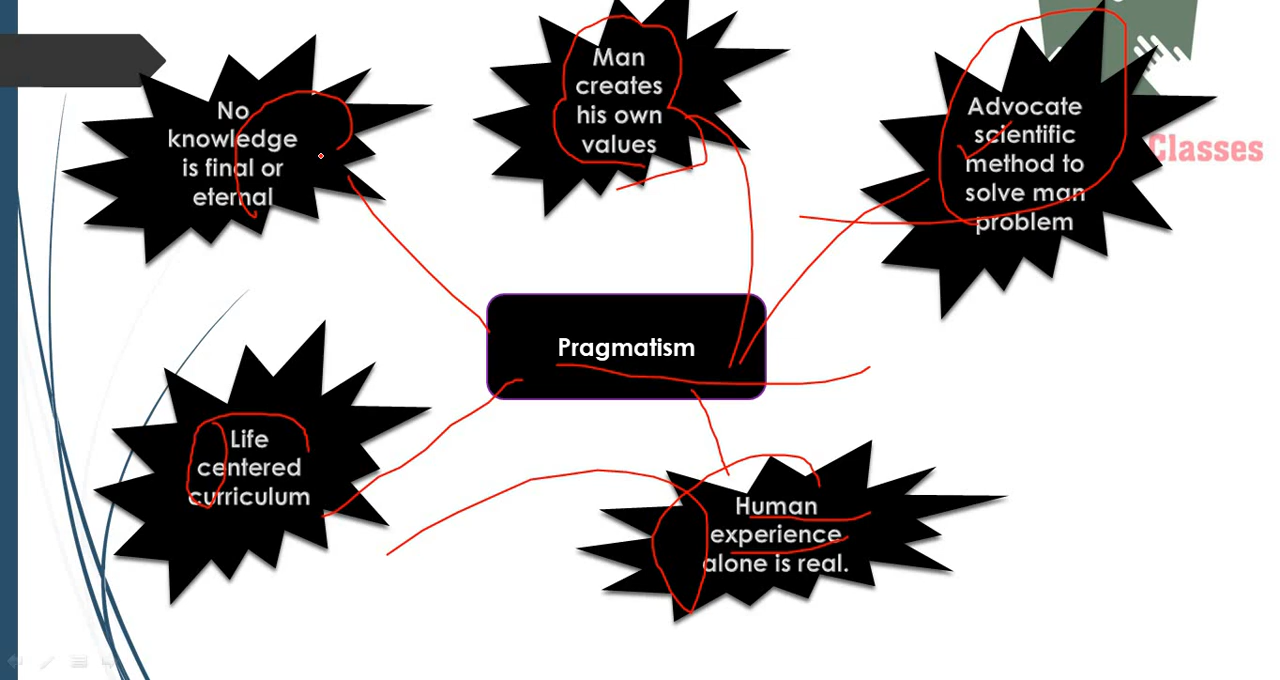 No
knowledge
is final or
eternal
Man
creates
his own
values
Advocate
scientific
method to
solve man
problem
Classes
Pragmatism
Life
centered
curriculum
Human
experience
alone is real.